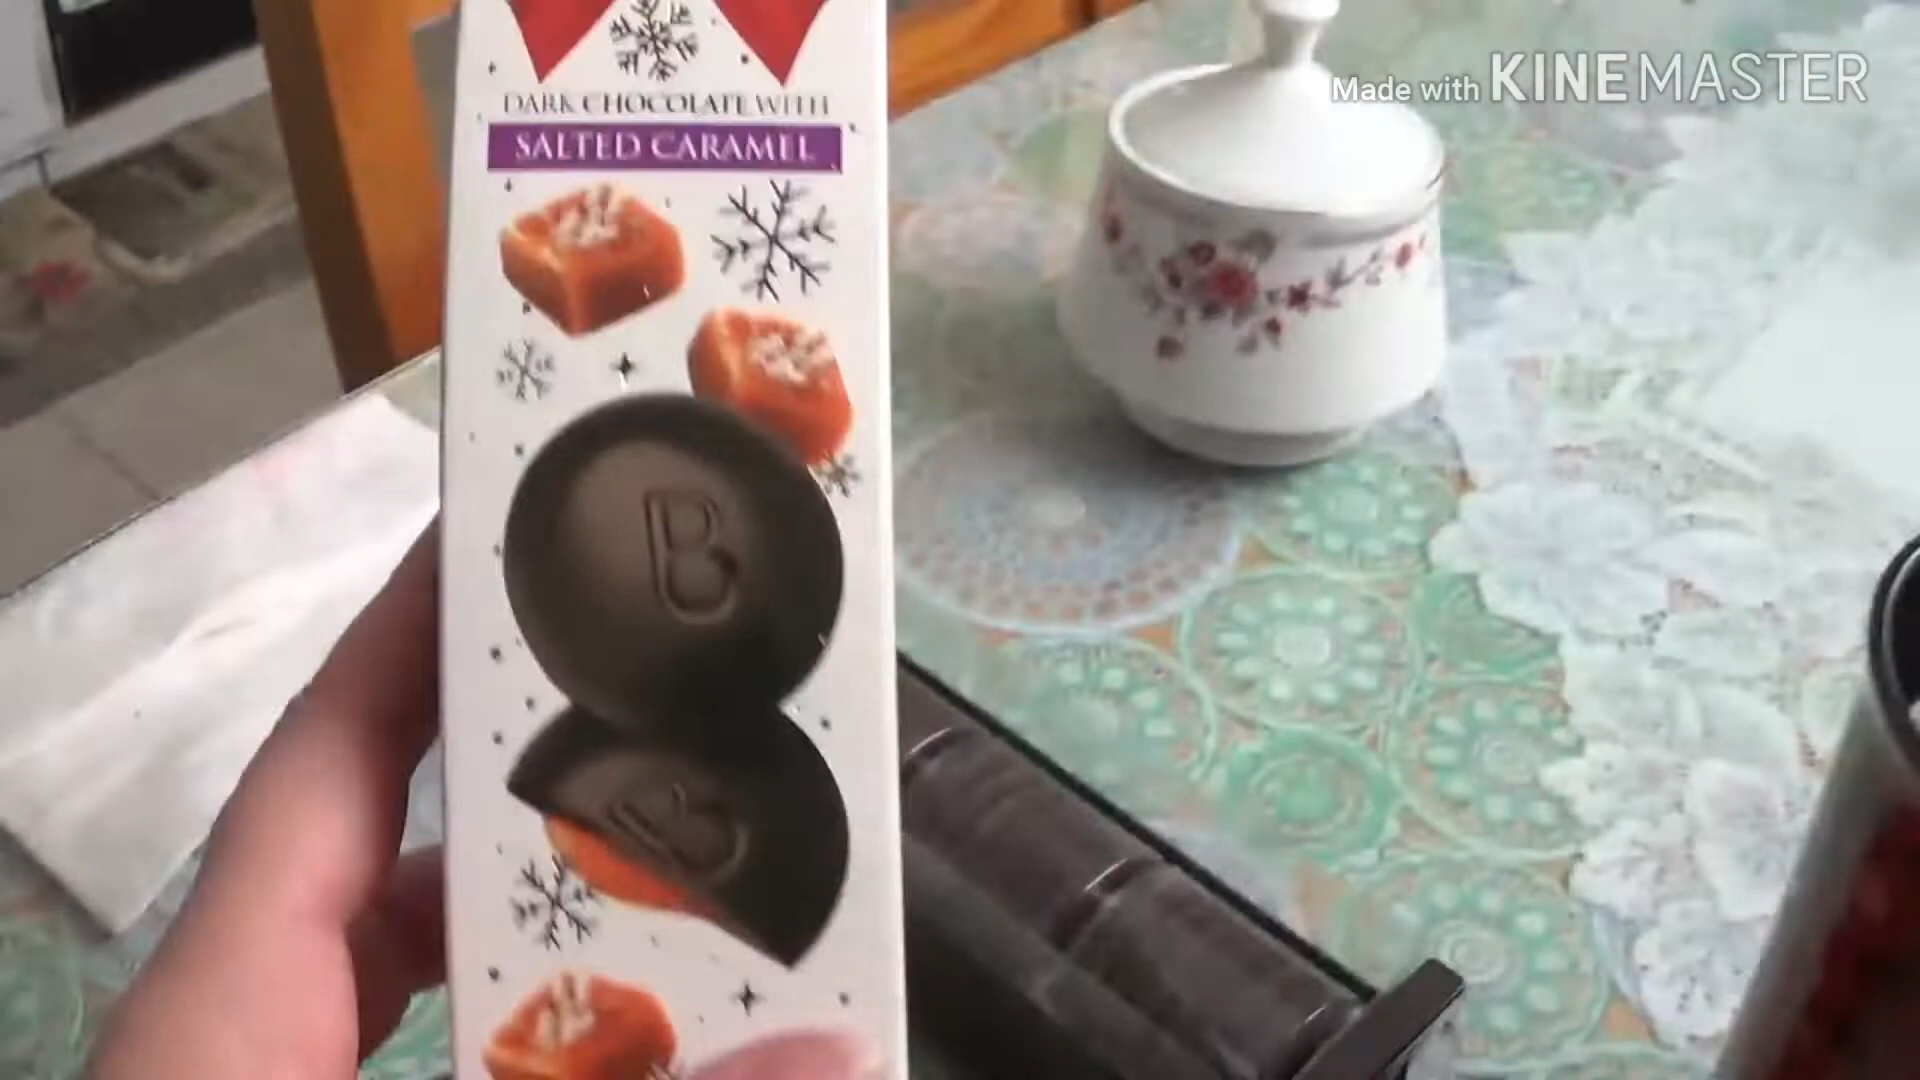 Made with KINEMASTER
DARK CHOCOLATE WITH
SALTED CARAMEL
B
B